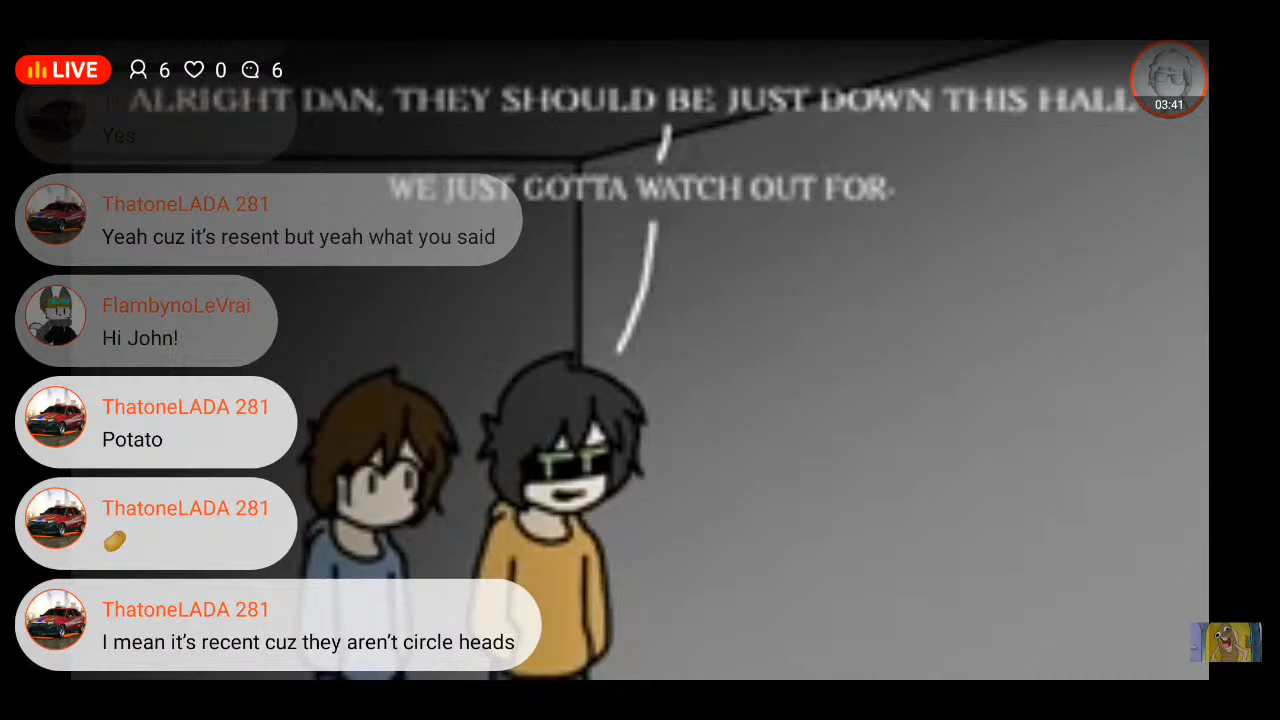 LIVE 6 0 6
03:41
ALRIGHT DAN, THEY SHOULD BE JUST DOWN THIS HALL
WE JUST GOTTA WATCH OUT FOR-
Yes
ThatoneLADA 281
Yeah cuz it’s resent but yeah what you said
FlambynoLeVrai
Hi John!
ThatoneLADA 281
Potato
ThatoneLADA 281
🥔
ThatoneLADA 281
I mean it’s recent cuz they aren’t circle heads